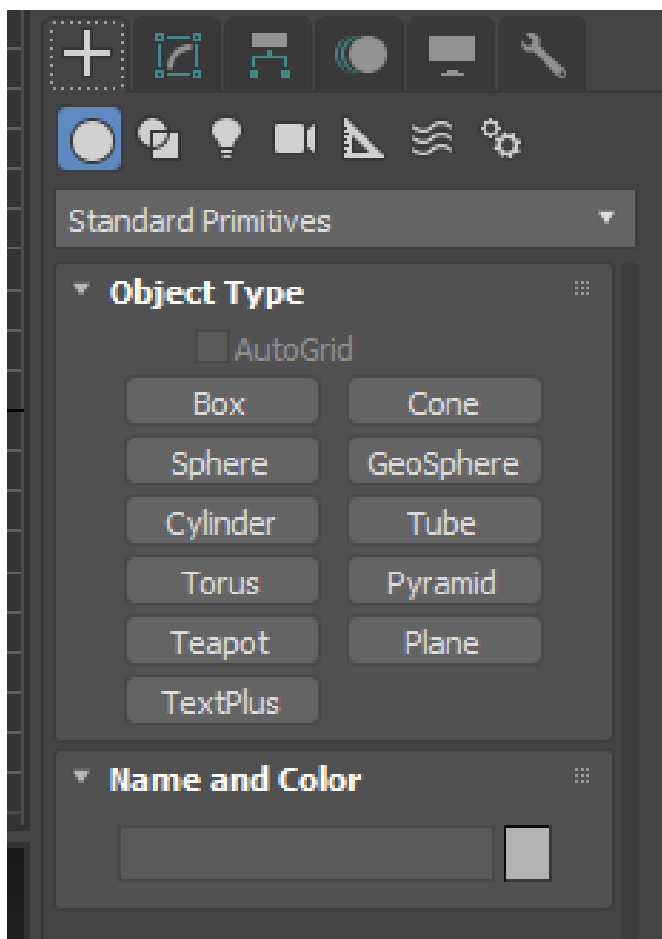 Standard Primitives
Object Type
AutoGrid
Box Cone
Sphere GeoSphere
Cylinder Tube
Torus Pyramid
Teapot Plane
TextPlus
Name and Color